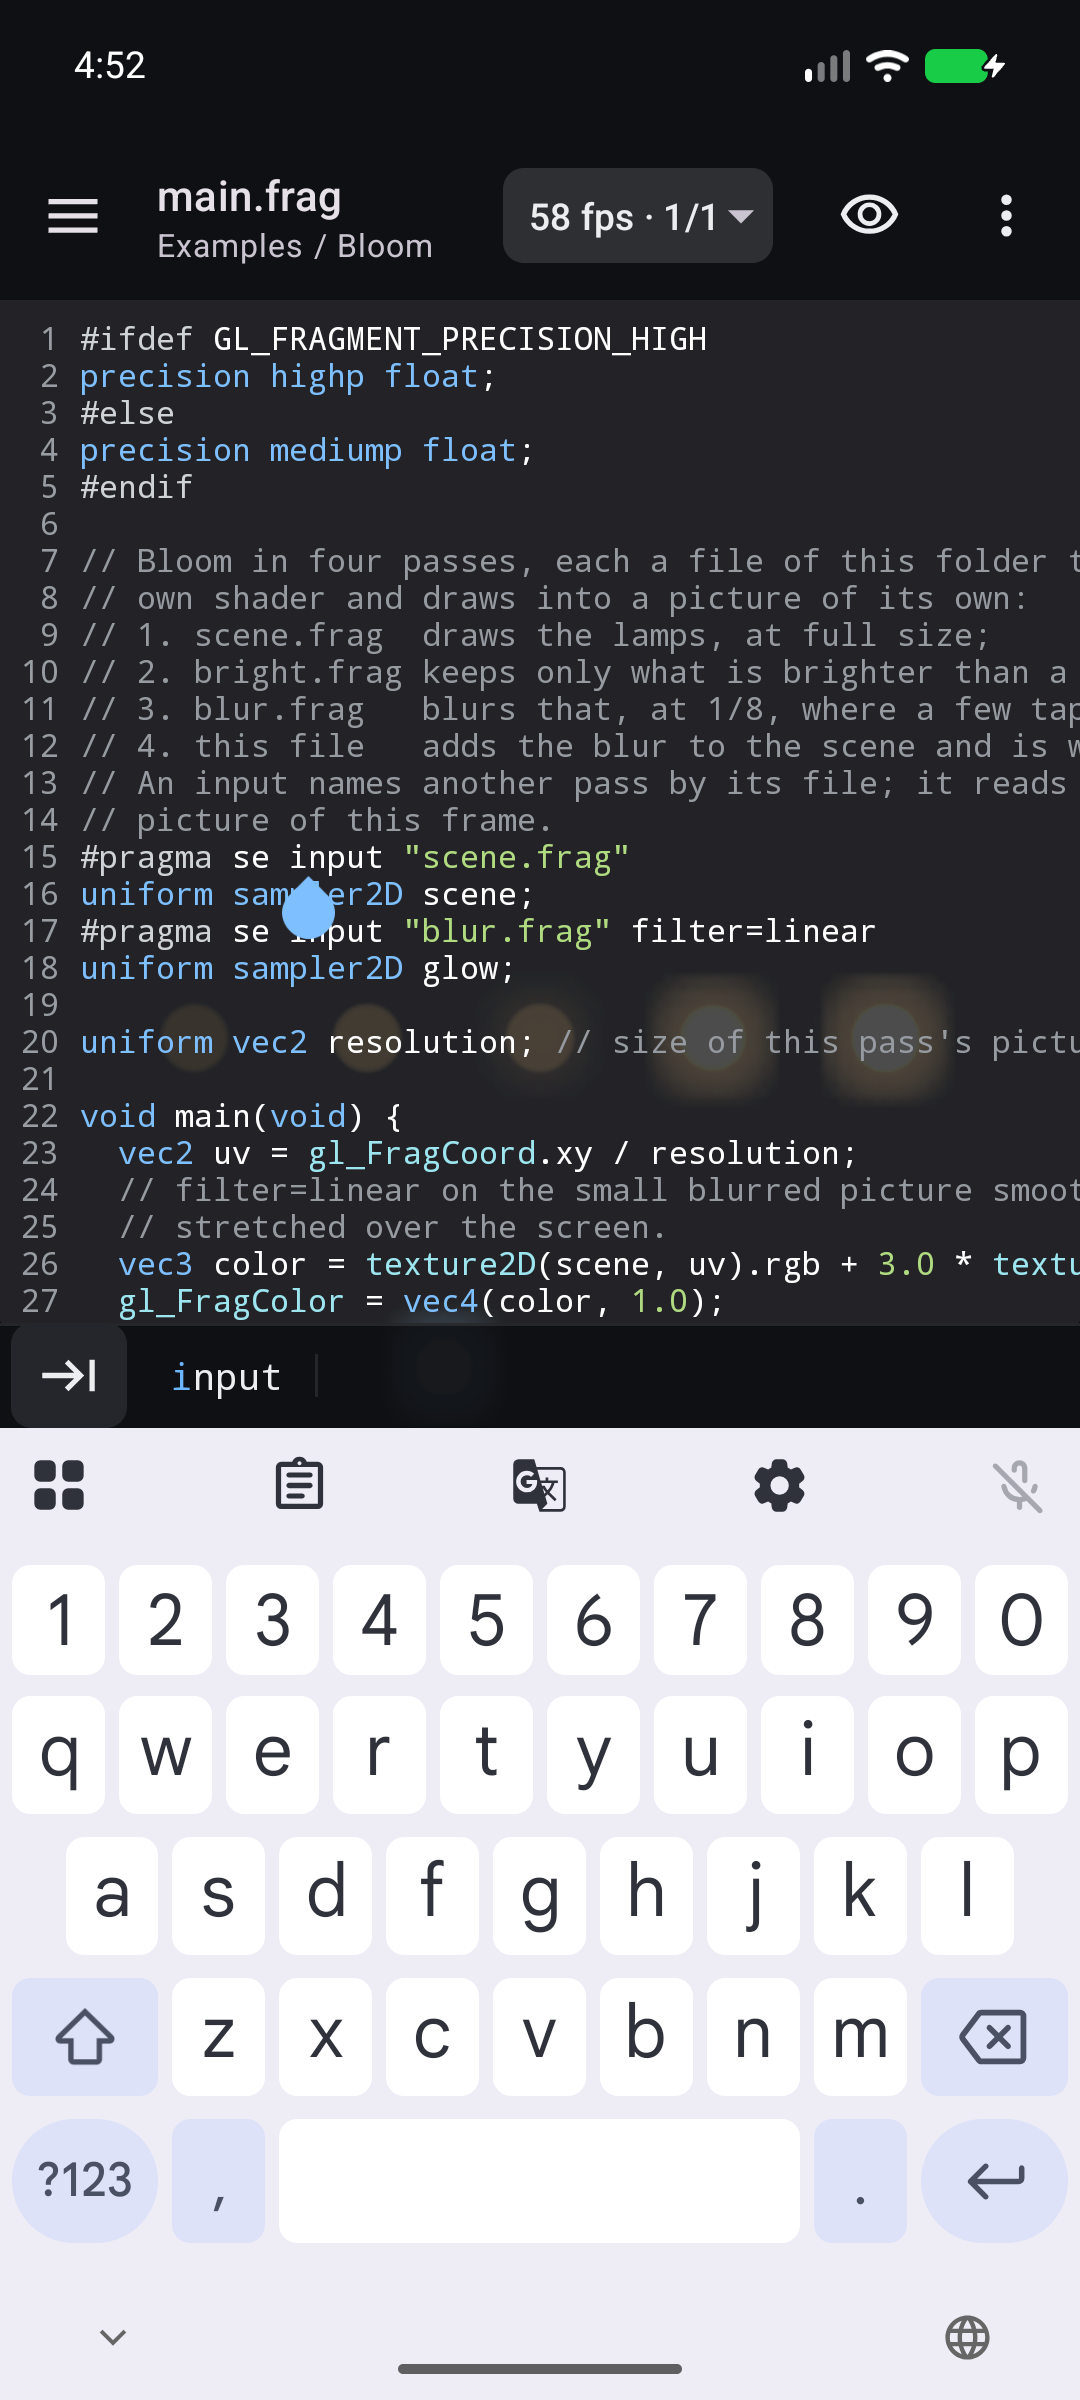 4:52
main.frag
Examples / Bloom
58 fps · 1/1
1 #ifdef GL_FRAGMENT_PRECISION_HIGH
2 precision highp float;
3 #else
4 precision mediump float;
5 #endif
6
7 // Bloom in four passes, each a file of this folder t
8 // own shader and draws into a picture of its own:
9 // 1. scene.frag  draws the lamps, at full size;
10 // 2. bright.frag keeps only what is brighter than a
11 // 3. blur.frag   blurs that, at 1/8, where a few tap
12 // 4. this file   adds the blur to the scene and is w
13 // An input names another pass by its file; it reads
14 // picture of this frame.
15 #pragma se input "scene.frag"
16 uniform sampler2D scene;
17 #pragma se input "blur.frag" filter=linear
18 uniform sampler2D glow;
19
20 uniform vec2 resolution; // size of this pass's pictu
21
22 void main(void) {
23   vec2 uv = gl_FragCoord.xy / resolution;
24   // filter=linear on the small blurred picture smoot
25   // stretched over the screen.
26   vec3 color = texture2D(scene, uv).rgb + 3.0 * textu
27   gl_FragColor = vec4(color, 1.0);
input
1 2 3 4 5 6 7 8 9 0
q w e r t y u i o p
a s d f g h j k l
z x c v b n m
?123 , .